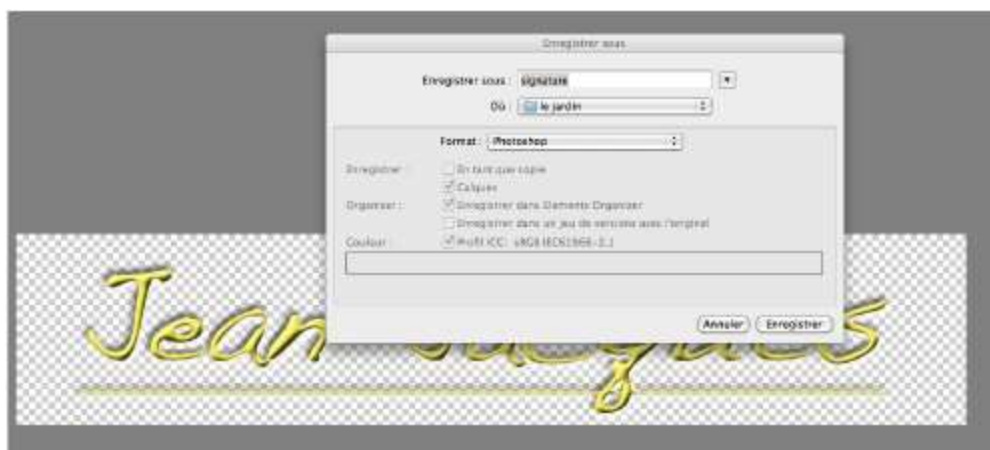 Enregistrer sous
Enregistrer sous : signature
Où : le jardin
Format : Photoshop
Enregistrer : En tant que copie
Calques
Organiser : Enregistrer dans Elements Organizer
Enregistrer dans un jeu de versions avec l'original
Couleur : Profil ICC: sRGB IEC61966-2.1
Annuler Enregistrer
Jean Jacques